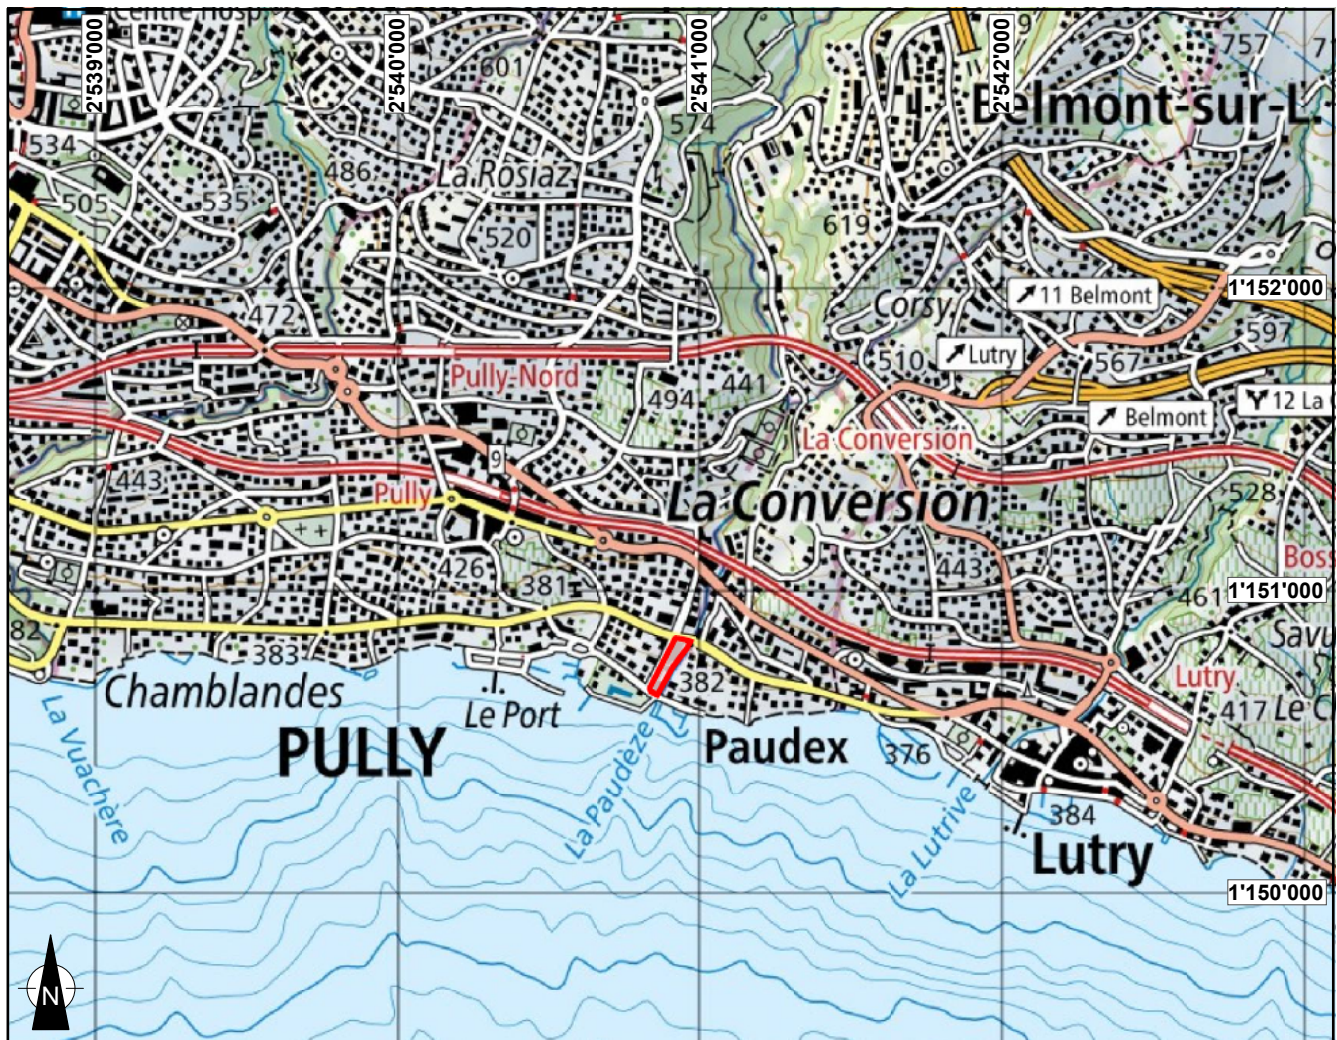 2'539'000
2'540'000
2'541'000
2'542'000
757
601
574
Belmont-sur-L.
534
486
La Rosiaz
505
535
520
619
Corsy
11 Belmont
1'152'000
472
597
Lutry
510
567
Pully-Nord
441
494
12 La
Belmont
La Conversion
9
443
Pully
La Conversion
528
426
381
443
Boss
1'151'000
461
82
383
Savu
382
Lutry
Chamblandes
Le Port
417
PULLY
Paudex
376
La Vuachère
La Paudèze
La Lutrive
384
Lutry
1'150'000
N